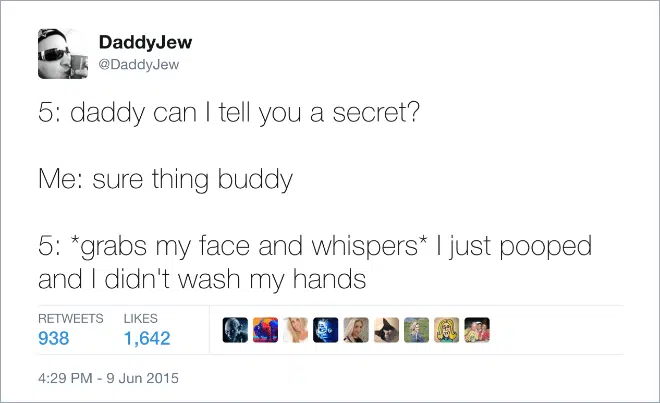 DaddyJew
@DaddyJew
5: daddy can I tell you a secret?
Me: sure thing buddy
5: *grabs my face and whispers* I just pooped
and I didn't wash my hands
RETWEETS LIKES
938 1,642
4:29 PM - 9 Jun 2015